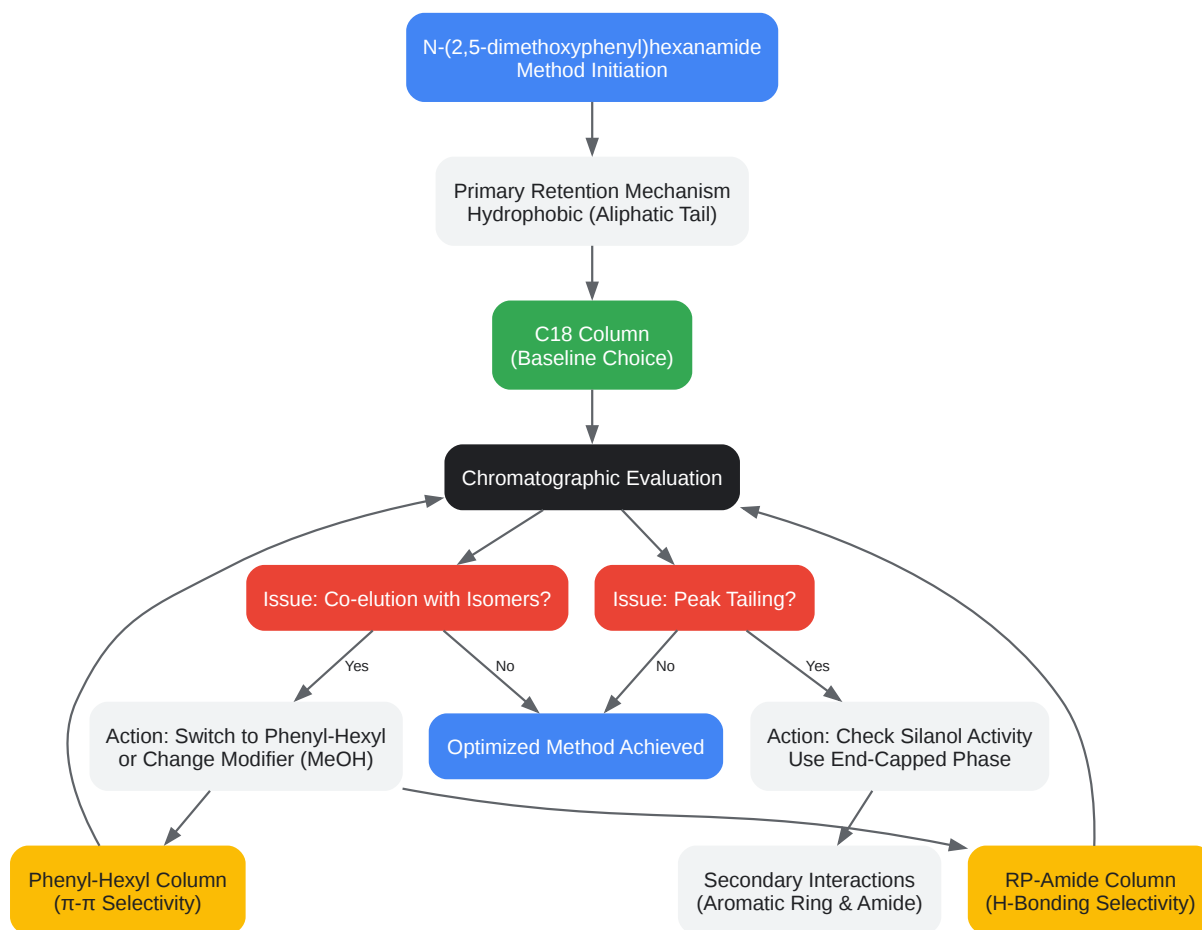 N-(2,5-dimethoxyphenyl)hexanamide
Method Initiation
Primary Retention Mechanism
Hydrophobic (Aliphatic Tail)
C18 Column
(Baseline Choice)
Chromatographic Evaluation
Issue: Co-elution with Isomers?
Issue: Peak Tailing?
Yes
No
No
Yes
Action: Switch to Phenyl-Hexyl
or Change Modifier (MeOH)
Optimized Method Achieved
Action: Check Silanol Activity
Use End-Capped Phase
Phenyl-Hexyl Column
(π-π Selectivity)
Secondary Interactions
(Aromatic Ring & Amide)
RP-Amide Column
(H-Bonding Selectivity)